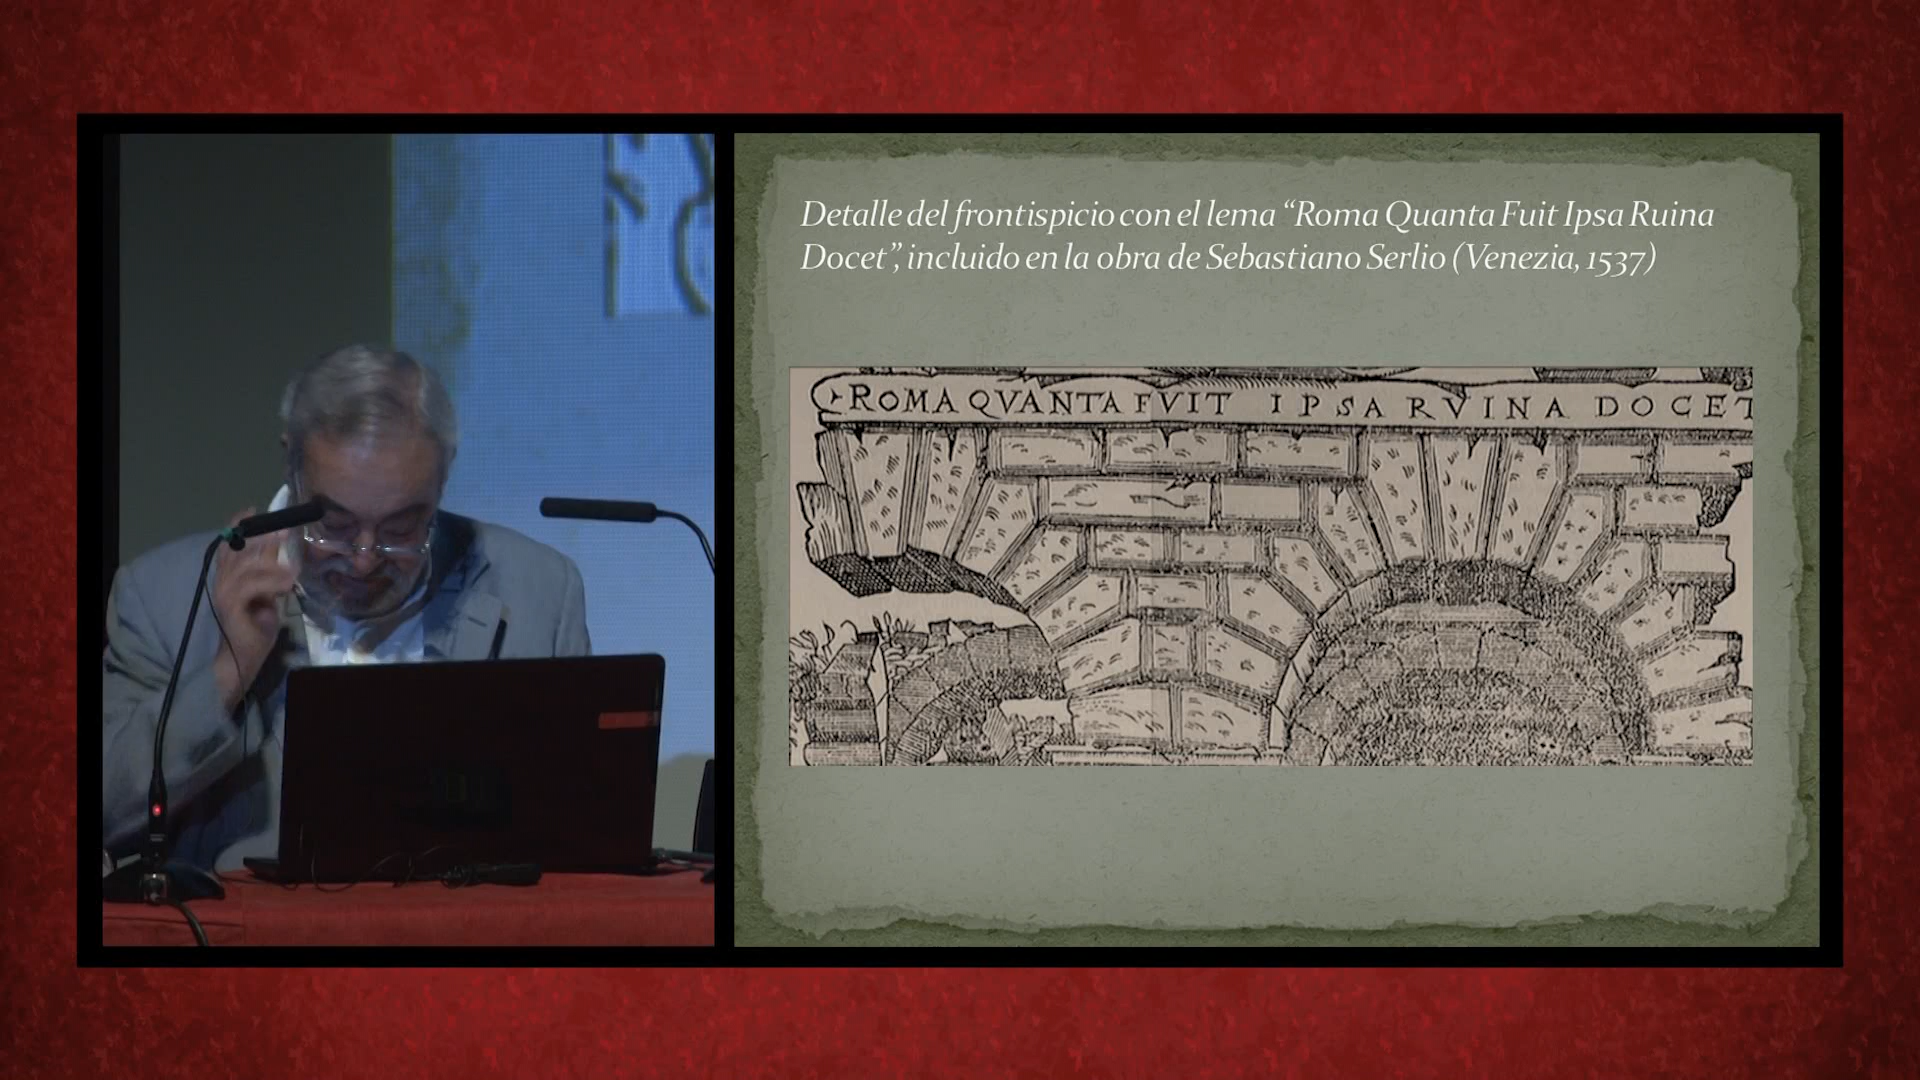 Detalle del frontispicio con el lema “Roma Quanta Fuit Ipsa Ruina
Docet”, incluido en la obra de Sebastiano Serlio (Venezia, 1537)
ROMA QVANTA FVIT IPSA RVINA DOCET